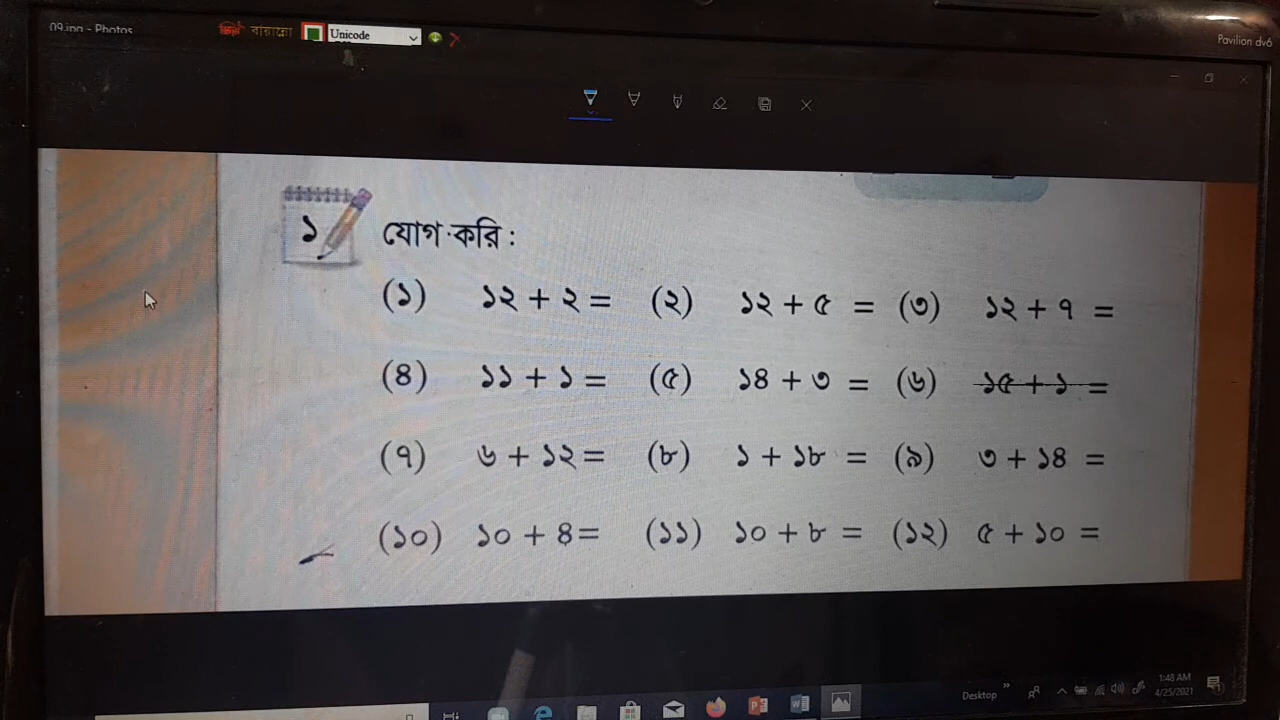 09.jpg - Photos
Unicode
Pavilion dv6
১ যোগ করি :
(১) ১২ + ২ = (২) ১২ + ৫ = (৩) ১২ + ৭ =
(৪) ১১ + ১ = (৫) ১৪ + ৩ = (৬) ১৫ + ১ =
(৭) ৬ + ১২ = (৮) ১ + ১৮ = (৯) ৩ + ১৪ =
(১০) ১০ + ৪ = (১১) ১০ + ৮ = (১২) ৫ + ১০ =
Desktop
1:48 AM
4/25/2021